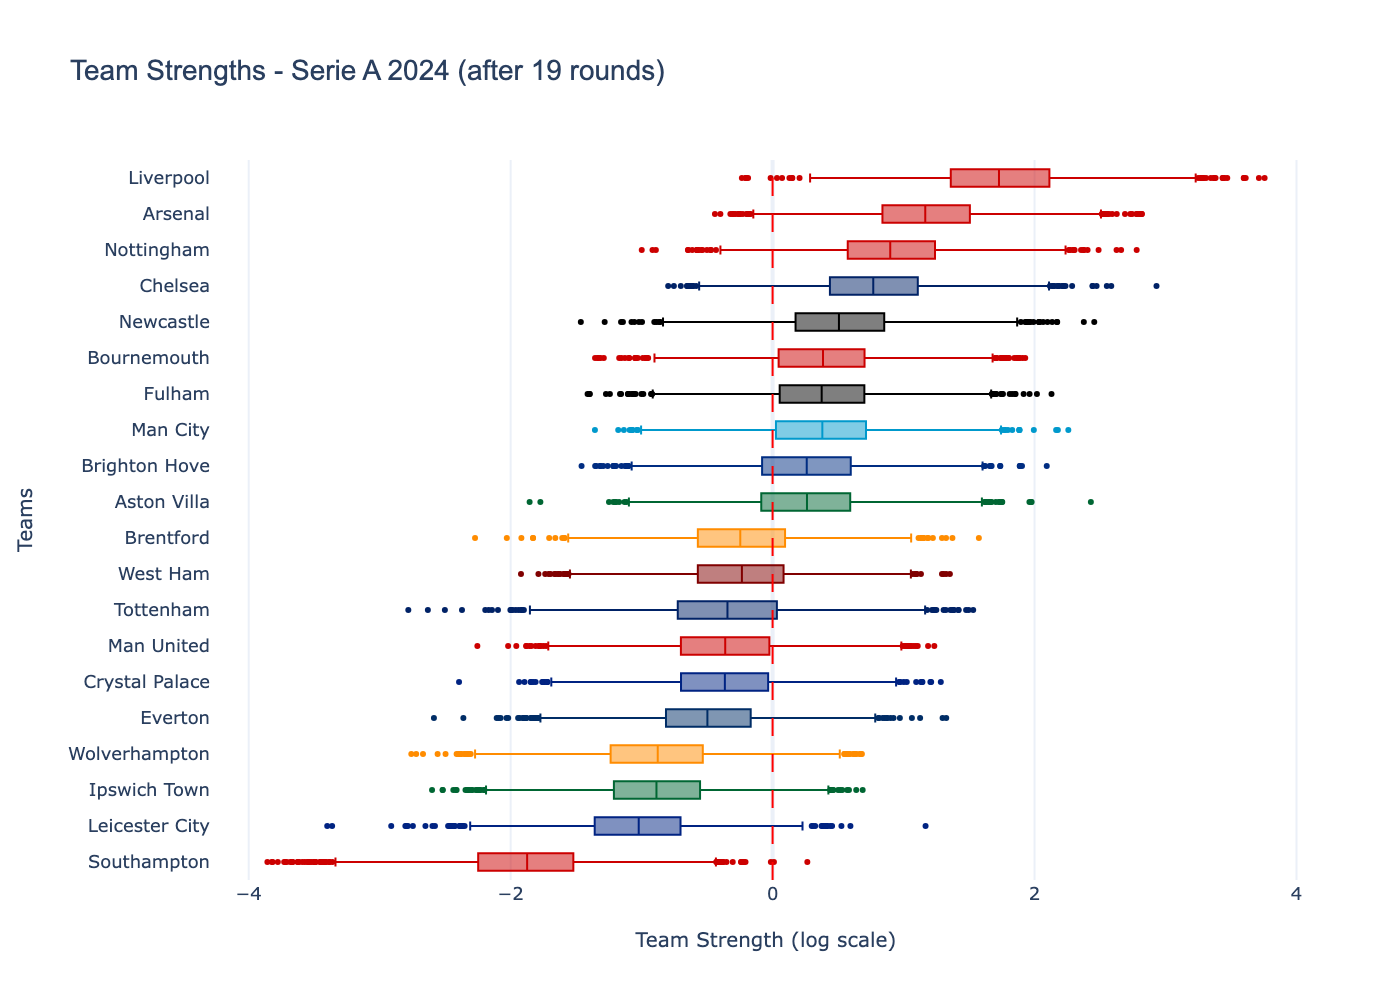 Team Strengths - Serie A 2024 (after 19 rounds)
Liverpool
Arsenal
Nottingham
Chelsea
Newcastle
Bournemouth
Fulham
Man City
Brighton Hove
Aston Villa
Brentford
West Ham
Tottenham
Man United
Crystal Palace
Everton
Wolverhampton
Ipswich Town
Leicester City
Southampton
Teams
−4 −2 0 2 4
Team Strength (log scale)